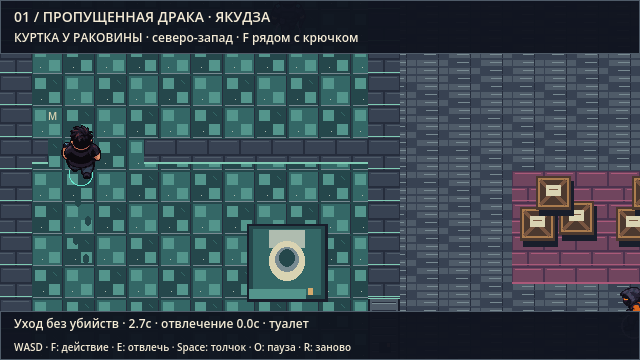 01 / ПРОПУЩЕННАЯ ДРАКА · ЯКУДЗА
КУРТКА У РАКОВИНЫ · северо-запад · F рядом с крючком
М
Уход без убийств · 2.7с · отвлечение 0.0с · туалет
WASD · F: действие · E: отвлечь · Space: толчок · O: пауза · R: заново